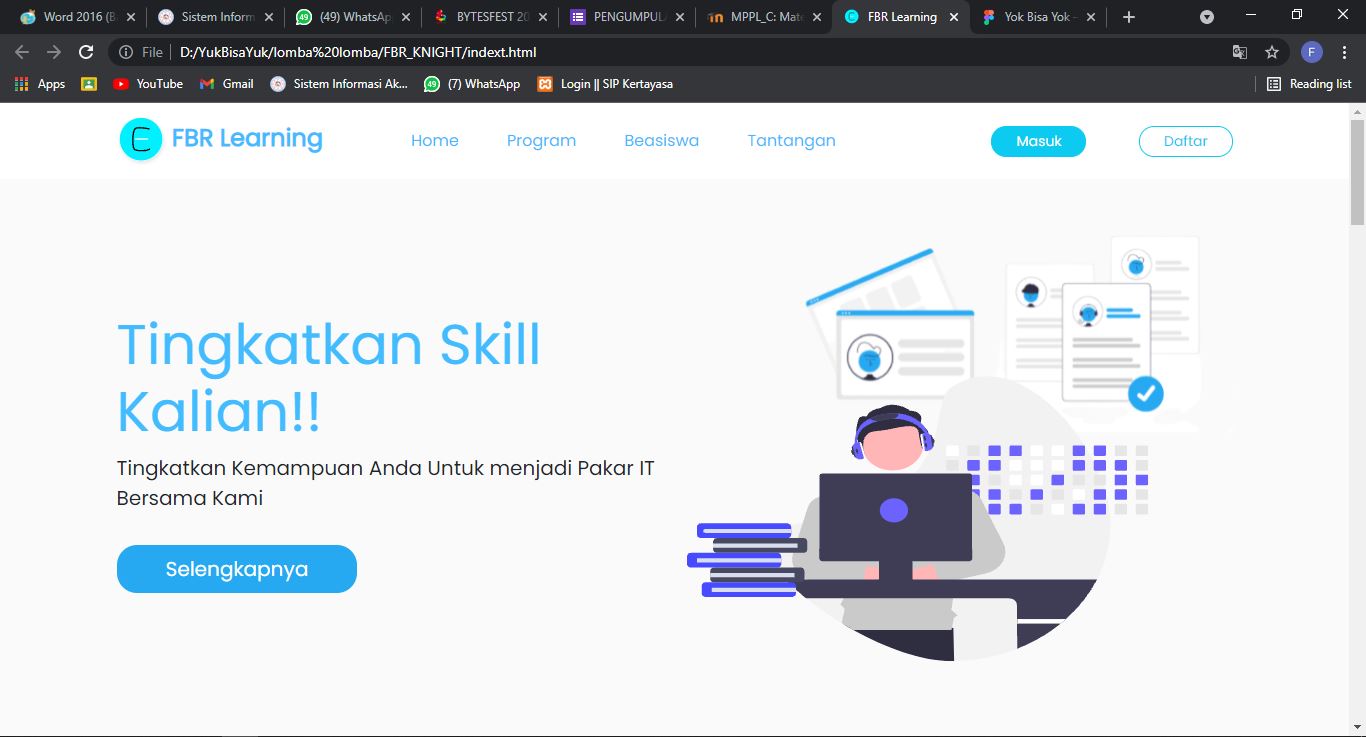 Word 2016 (B
Sistem Inform
(49) WhatsAp
BYTESFEST 20
PENGUMPUL
MPPL_C: Mate
FBR Learning
Yok Bisa Yok -
File
D:/YukBisaYuk/lomba%20lomba/FBR_KNIGHT/indext.html
F
Apps
YouTube
Gmail
Sistem Informasi Ak...
49
(7) WhatsApp
Login || SIP Kertayasa
Reading list
FBR Learning
Home
Program
Beasiswa
Tantangan
Masuk
Daftar
Tingkatkan Skill
Kalian!!
Tingkatkan Kemampuan Anda Untuk menjadi Pakar IT
Bersama Kami
Selengkapnya